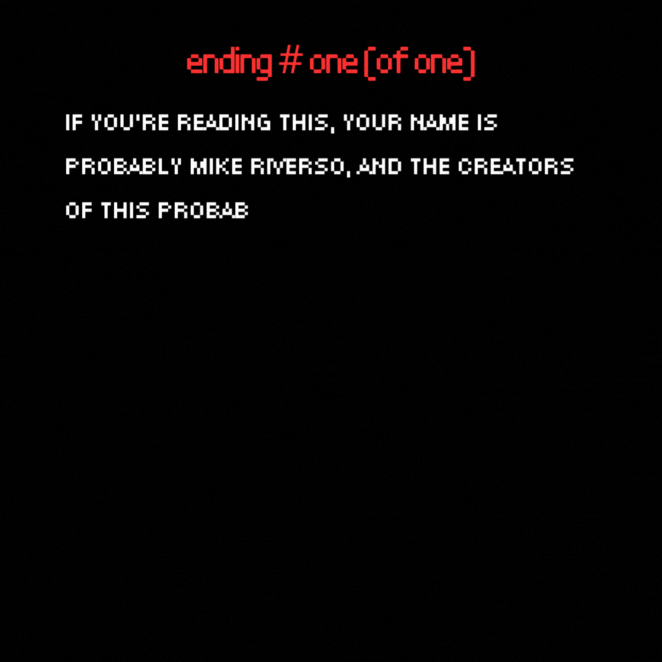 ending # one (of one)
IF YOU'RE READING THIS, YOUR NAME IS
PROBABLY MIKE RIVERSO, AND THE CREATORS
OF THIS PROBAB